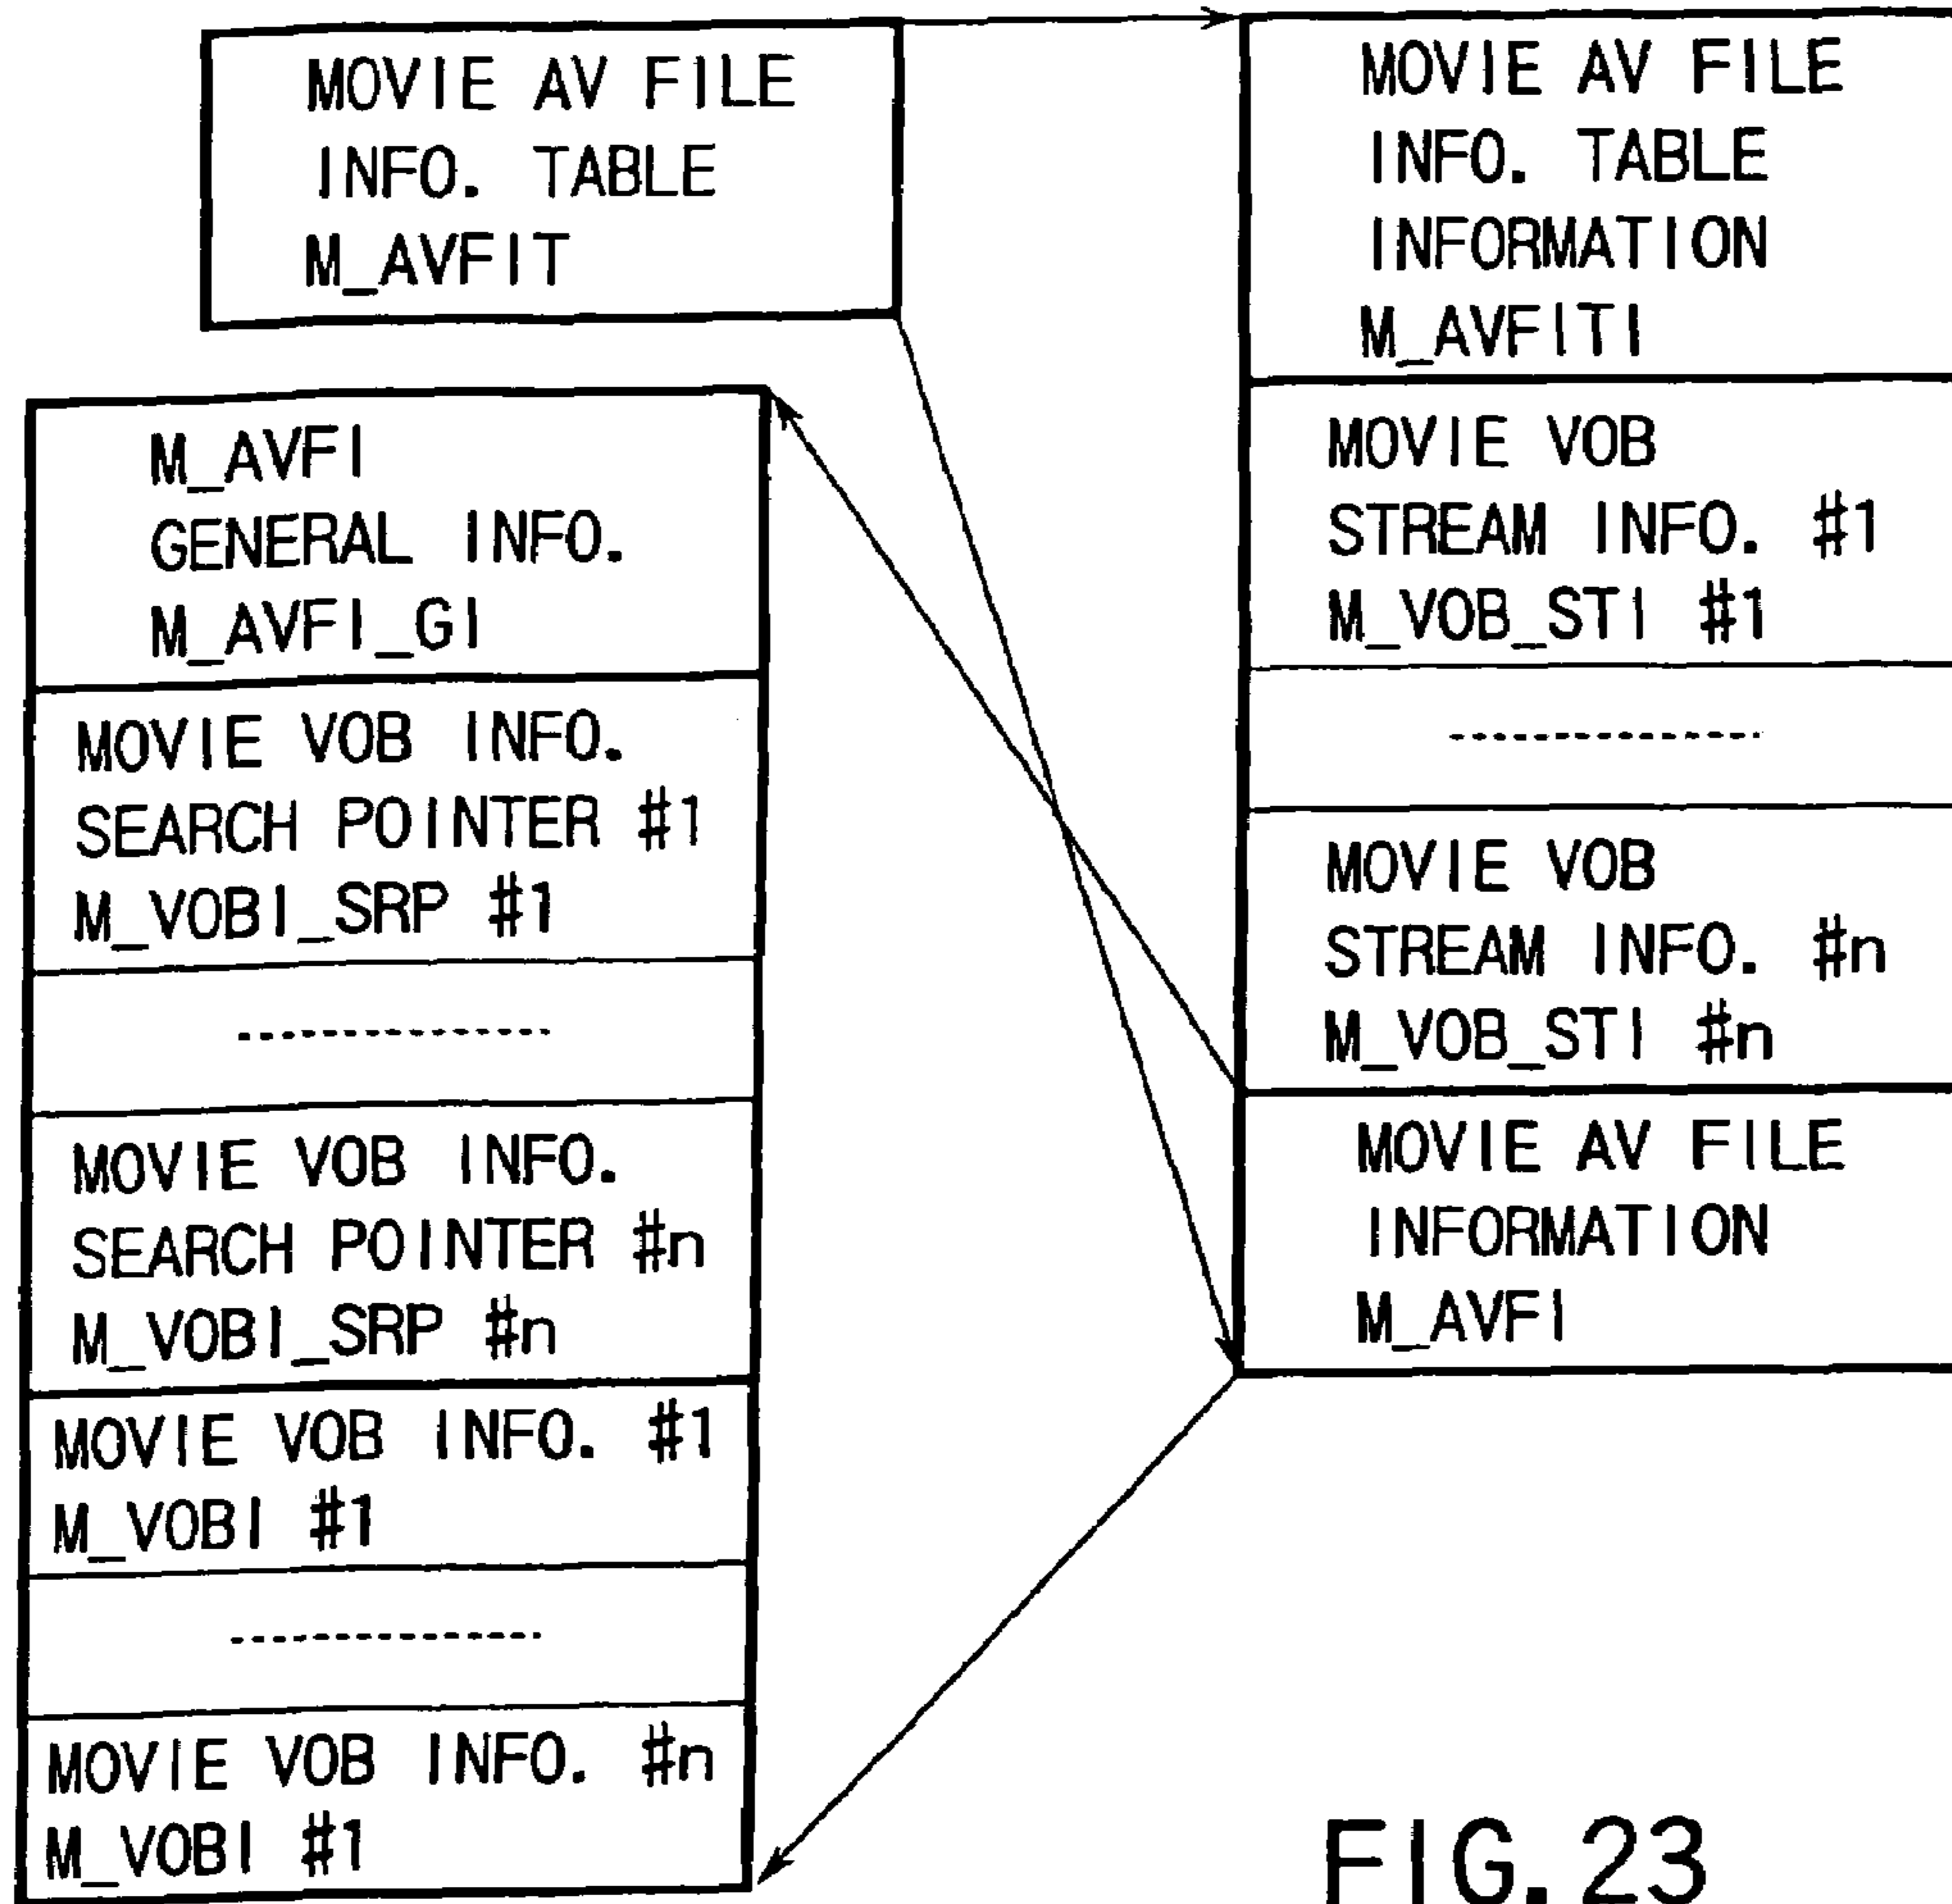 MOVIE AV FILE
INFO. TABLE
M_AVFIT
MOVIE AV FILE
INFO. TABLE
INFORMATION
M_AVFITI
MOVIE VOB
STREAM INFO. #1
M_VOB_STI #1
MOVIE VOB
STREAM INFO. #n
M_VOB_STI #n
MOVIE AV FILE
INFORMATION
M_AVFI
M_AVFI
GENERAL INFO.
M_AVFI_GI
MOVIE VOB INFO.
SEARCH POINTER #1
M_VOBI_SRP #1
MOVIE VOB INFO.
SEARCH POINTER #n
M_VOBI_SRP #n
MOVIE VOB INFO. #1
M_VOBI #1
MOVIE VOB INFO. #n
M_VOBI #1
FIG. 23